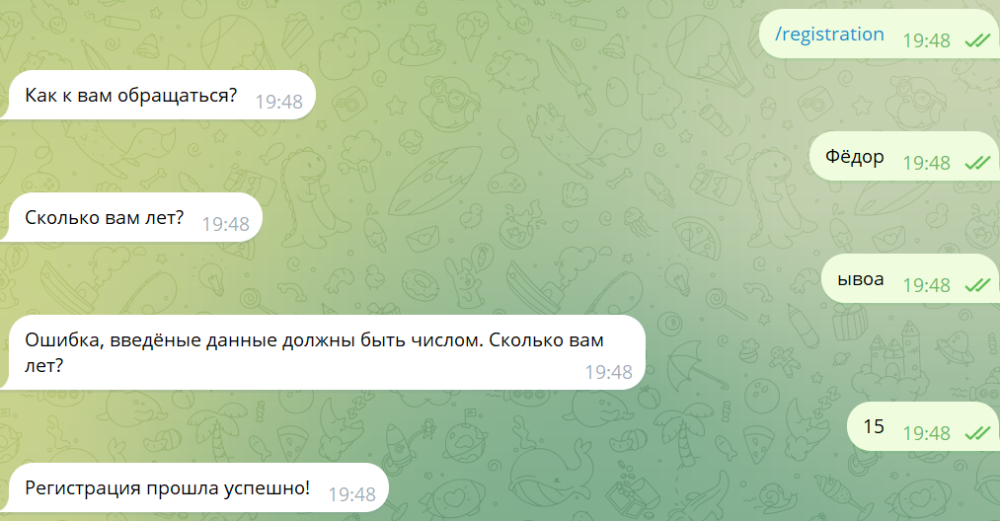 /registration 19:48
Как к вам обращаться? 19:48
Фёдор 19:48
Сколько вам лет? 19:48
ывоа 19:48
Ошибка, введёные данные должны быть числом. Сколько вам
лет? 19:48
15 19:48
Регистрация прошла успешно! 19:48